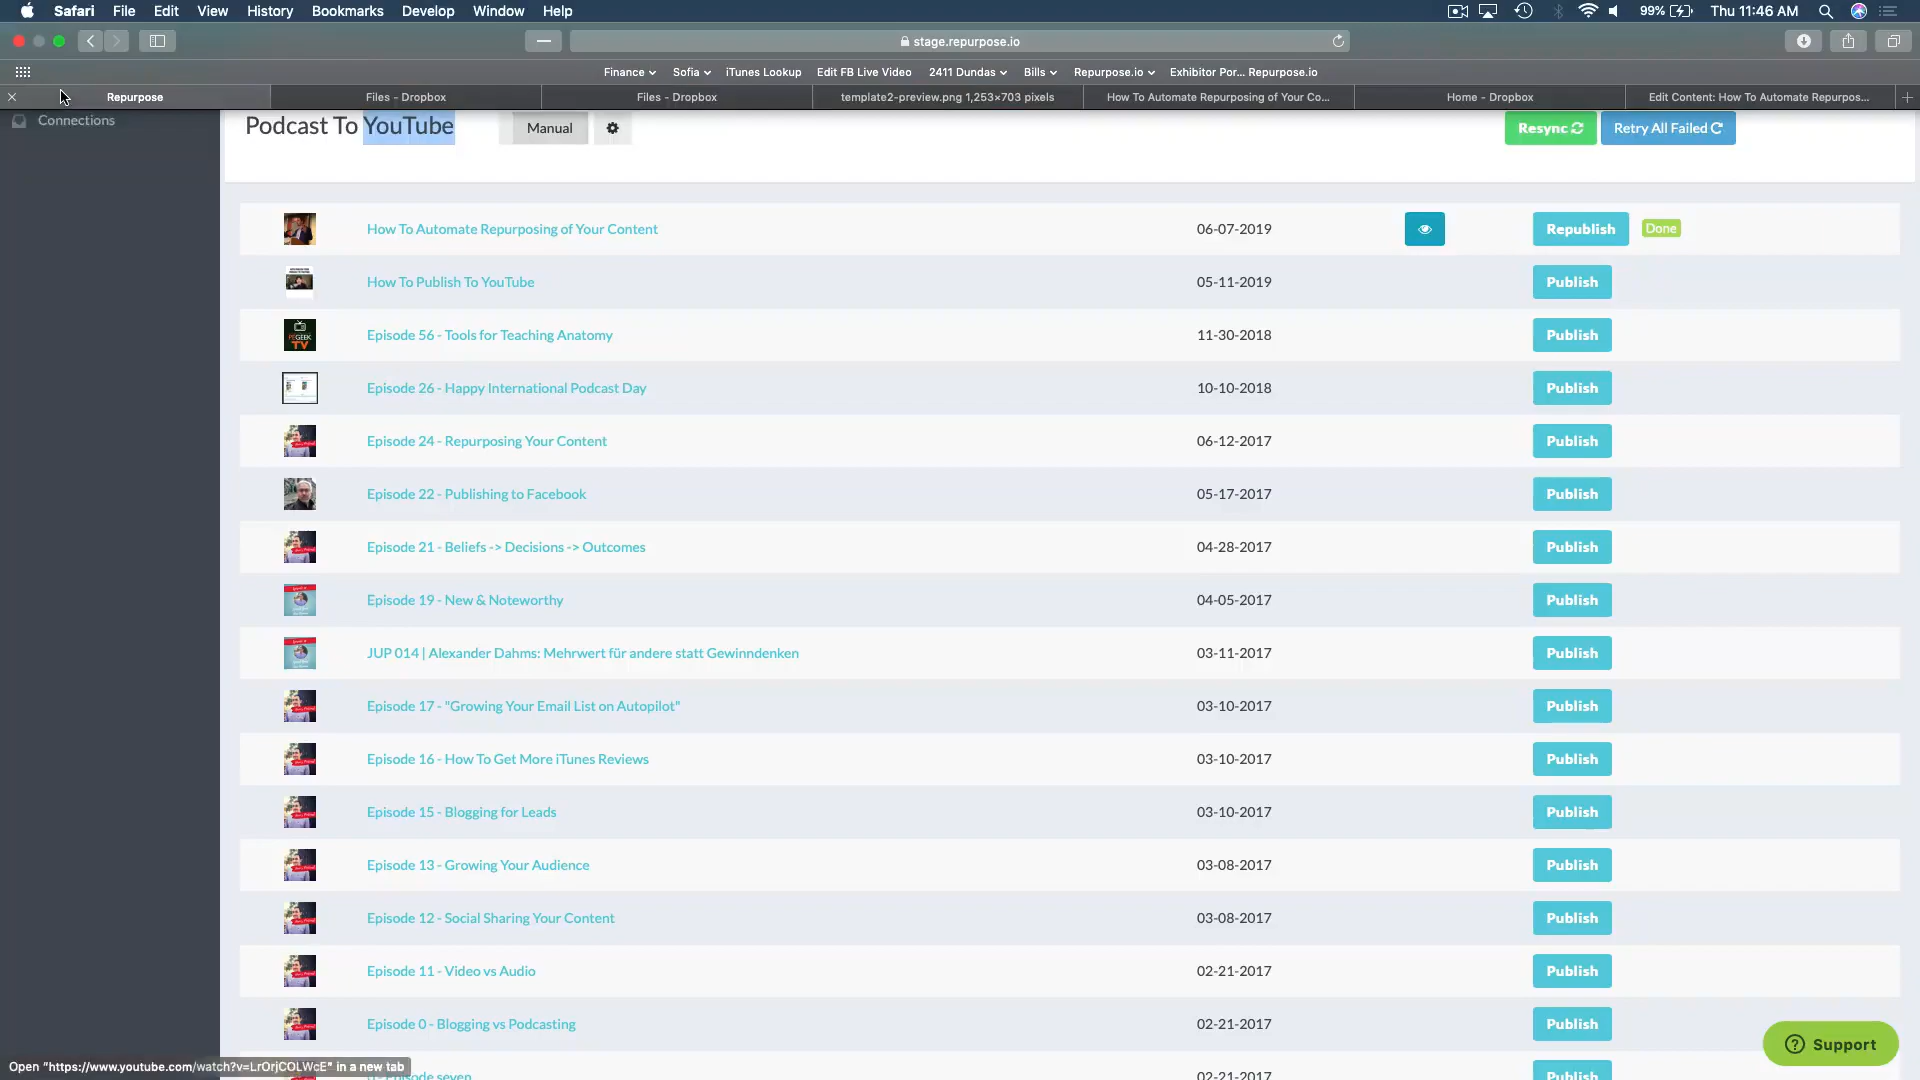 Safari File Edit View History Bookmarks Develop Window Help 99% Thu 11:46 AM
stage.repurpose.io
Finance Sofia iTunes Lookup Edit FB Live Video 2411 Dundas Bills Repurpose.io Exhibitor Por... Repurpose.io
Repurpose Files – Dropbox Files – Dropbox template2-preview.png 1,253×703 pixels How To Automate Repurposing of Your Co... Home – Dropbox Edit Content: How To Automate Repurpos...
Connections
Podcast To YouTube Manual Resync Retry All Failed
How To Automate Repurposing of Your Content 06-07-2019 Republish Done
How To Publish To YouTube 05-11-2019 Publish
PEGEEK TV Episode 56 - Tools for Teaching Anatomy 11-30-2018 Publish
Episode 26 - Happy International Podcast Day 10-10-2018 Publish
Episode 24 - Repurposing Your Content 06-12-2017 Publish
Episode 22 - Publishing to Facebook 05-17-2017 Publish
Episode 21 - Beliefs -> Decisions -> Outcomes 04-28-2017 Publish
Episode 19 - New & Noteworthy 04-05-2017 Publish
JUP 014 | Alexander Dahms: Mehrwert für andere statt Gewinndenken 03-11-2017 Publish
Episode 17 - "Growing Your Email List on Autopilot" 03-10-2017 Publish
Episode 16 - How To Get More iTunes Reviews 03-10-2017 Publish
Episode 15 - Blogging for Leads 03-10-2017 Publish
Episode 13 - Growing Your Audience 03-08-2017 Publish
Episode 12 - Social Sharing Your Content 03-08-2017 Publish
Episode 11 - Video vs Audio 02-21-2017 Publish
Episode 0 - Blogging vs Podcasting 02-21-2017 Publish
Support
Open "https://www.youtube.com/watch?v=LrOrjCOLWcE" in a new tab
Episode seven 02-21-2017 Publish